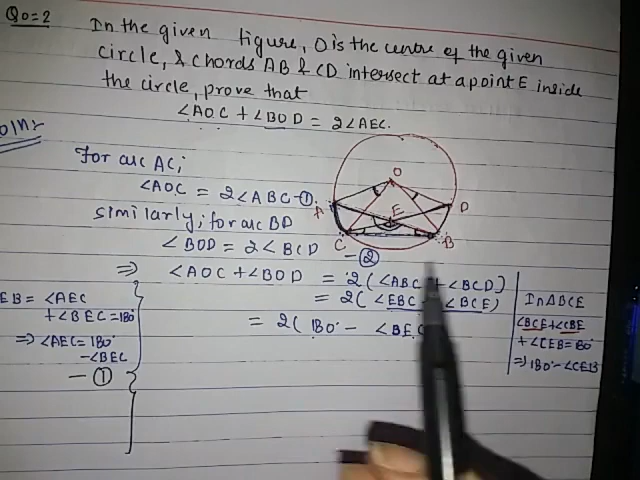 Qo=2 In the given figure, O is the centre of the given
circle, & chords AB & CD intersect at a point E inside
the circle, prove that
∠AOC + ∠BOD = 2∠AEC.
Soln:
For arc AC;
∠AOC = 2∠ABC -①
similarly; for arc BD
∠BOD = 2∠BCD -②
⇒ ∠AOC + ∠BOD = 2(∠ABC + ∠BCD)
= 2(∠EBC + ∠BCE)
= 2(180° - ∠BEC
O
A
D
E
C
B
EB = ∠AEC
+∠BEC = 180°
⇒ ∠AEC = 180°
-∠BEC
-①
In ΔBCE
∠BCE + ∠CBE
+ ∠CEB = 180°
⇒ 180° - ∠CEB